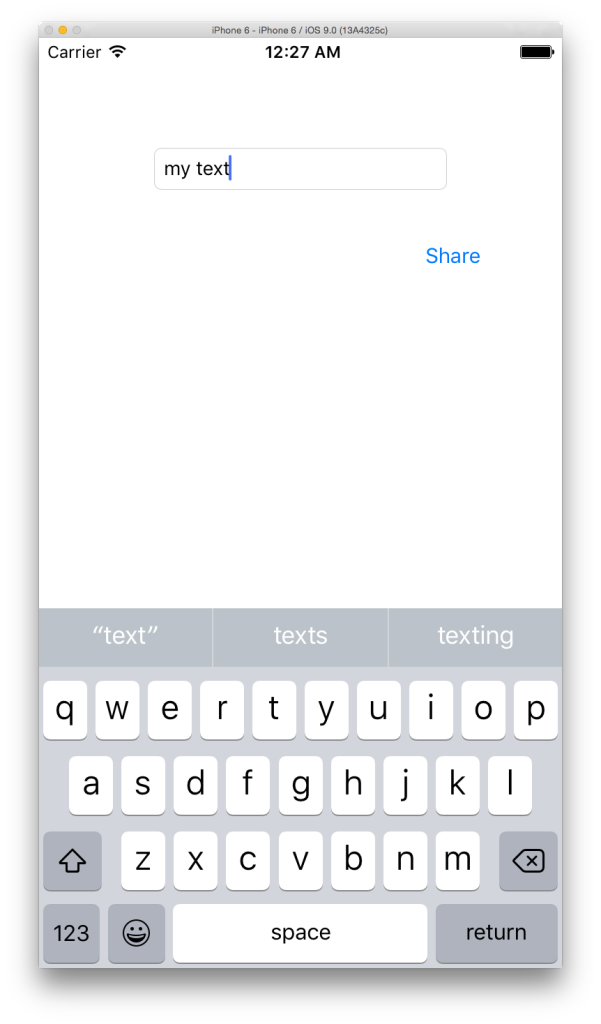 iPhone 6 - iPhone 6 / iOS 9.0 (13A4325c)
Carrier 12:27 AM
my text
Share
“text” texts texting
q w e r t y u i o p
a s d f g h j k l
z x c v b n m
123 space return